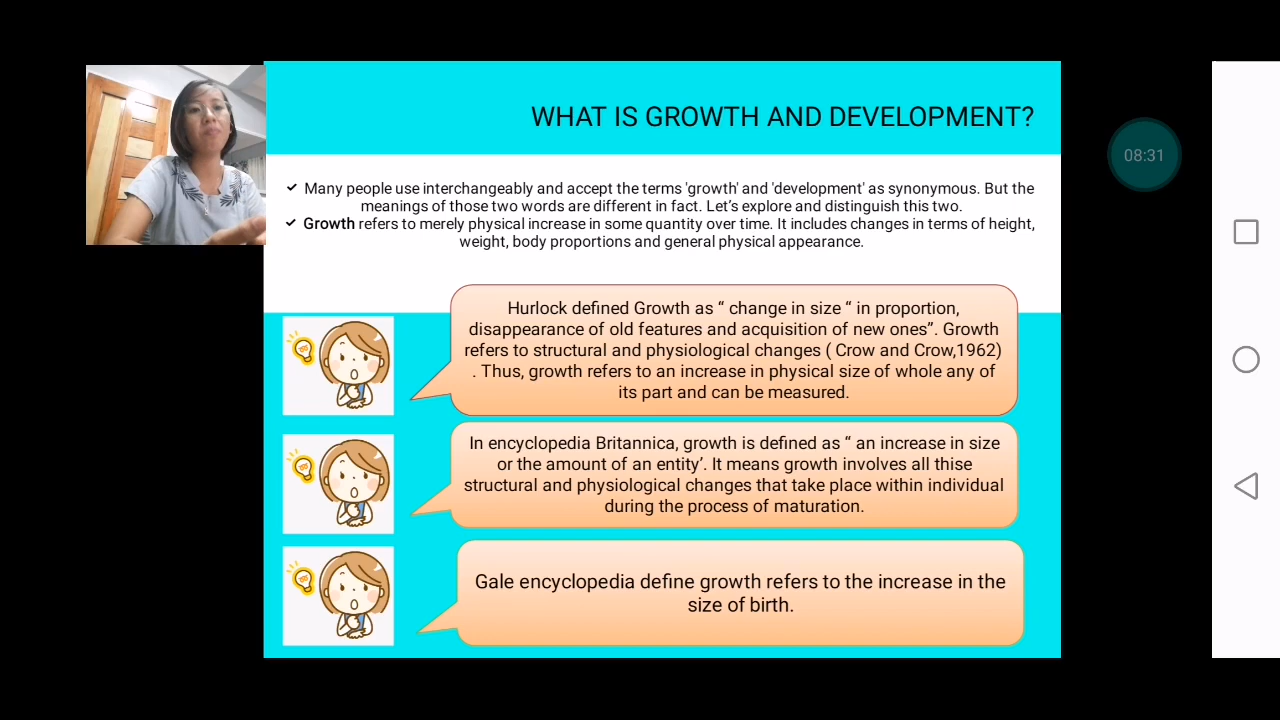 WHAT IS GROWTH AND DEVELOPMENT?
08:31
✓ Many people use interchangeably and accept the terms 'growth' and 'development' as synonymous. But the
meanings of those two words are different in fact. Let's explore and distinguish this two.
✓ Growth refers to merely physical increase in some quantity over time. It includes changes in terms of height,
weight, body proportions and general physical appearance.
Hurlock defined Growth as “ change in size “ in proportion,
disappearance of old features and acquisition of new ones”. Growth
refers to structural and physiological changes ( Crow and Crow,1962)
. Thus, growth refers to an increase in physical size of whole any of
its part and can be measured.
In encyclopedia Britannica, growth is defined as “ an increase in size
or the amount of an entity’. It means growth involves all thise
structural and physiological changes that take place within individual
during the process of maturation.
Gale encyclopedia define growth refers to the increase in the
size of birth.